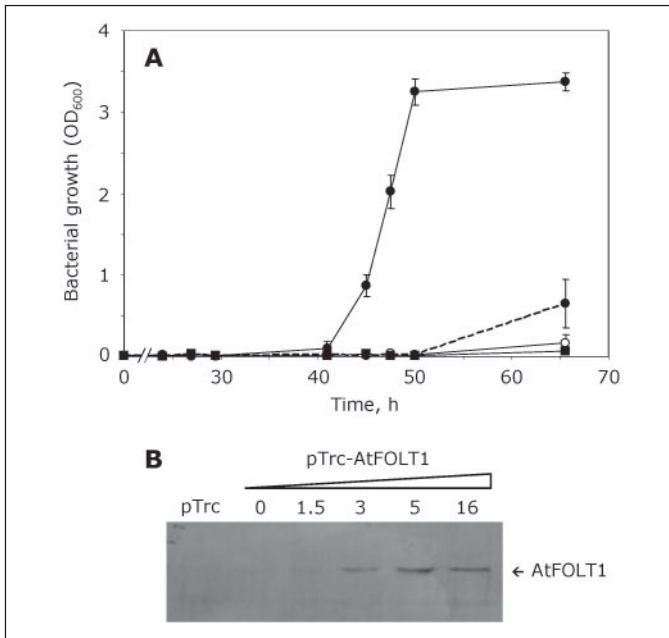 A
Bacterial growth (OD600)
4
3
2
1
0
0 30 40 50 60 70
Time, h
B
pTrc-AtFOLT1
pTrc 0 1.5 3 5 16
← AtFOLT1